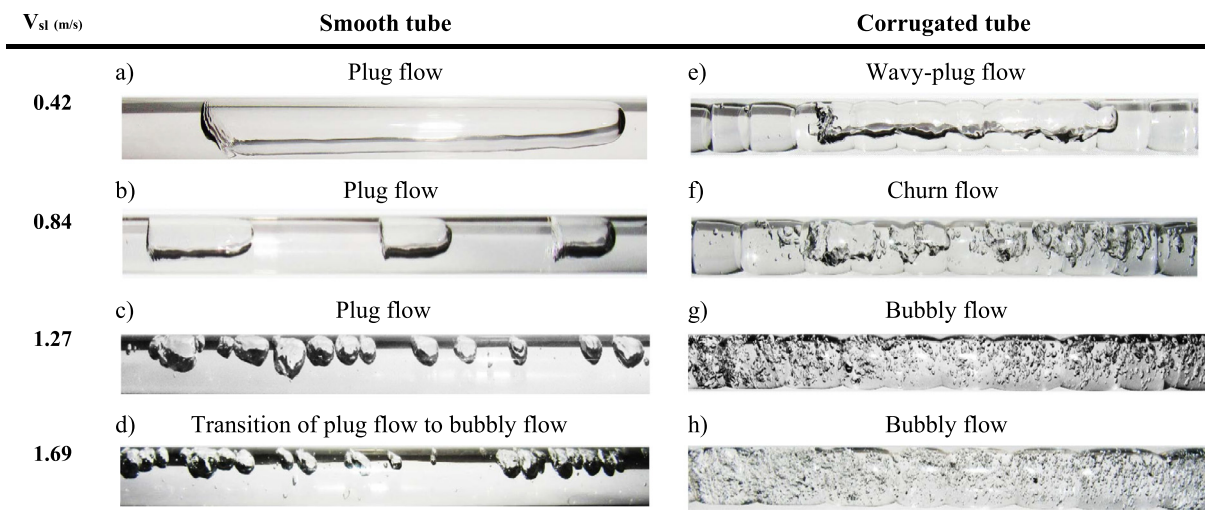 Vsl (m/s) Smooth tube Corrugated tube
a) Plug flow e) Wavy-plug flow
0.42
b) Plug flow f) Churn flow
0.84
c) Plug flow g) Bubbly flow
1.27
d) Transition of plug flow to bubbly flow h) Bubbly flow
1.69